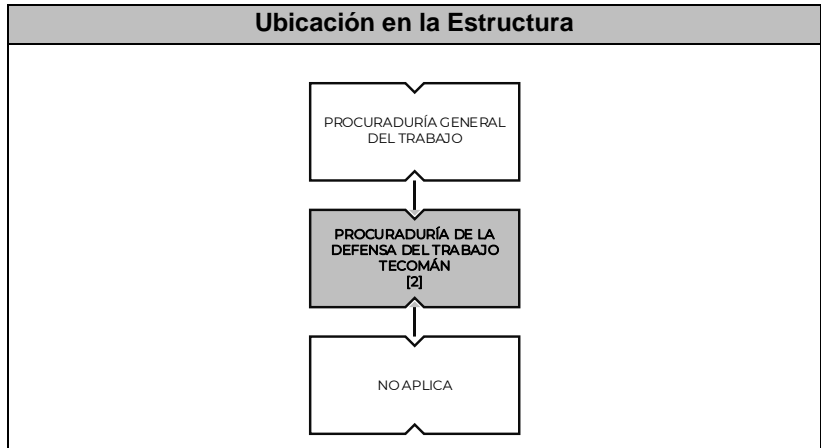 Ubicación en la Estructura
PROCURADURÍA GENERAL
DEL TRABAJO
PROCURADURÍA DE LA
DEFENSA DEL TRABAJO
TECOMÁN
[2]
NO APLICA